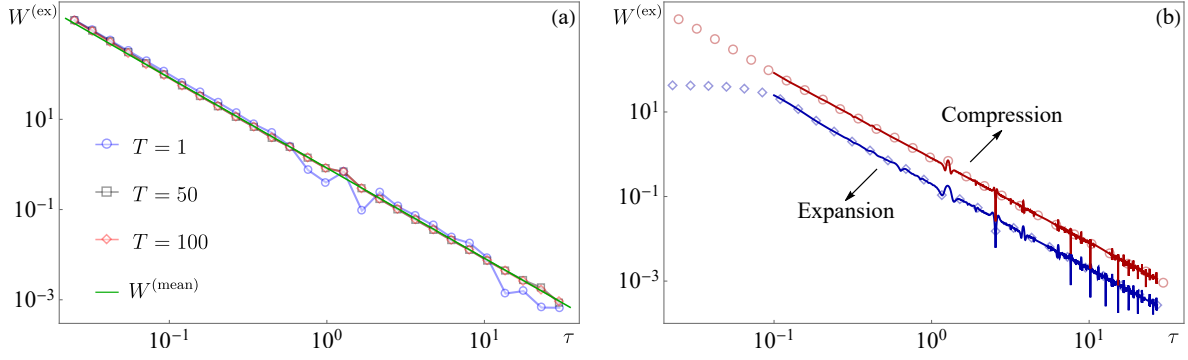 W^(ex)
(a)
10^1
10^-1
10^-3
T = 1
T = 50
T = 100
W^(mean)
10^-1
10^0
10^1
τ
W^(ex)
(b)
10^1
10^-1
10^-3
Compression
Expansion
10^-1
10^0
10^1
τ